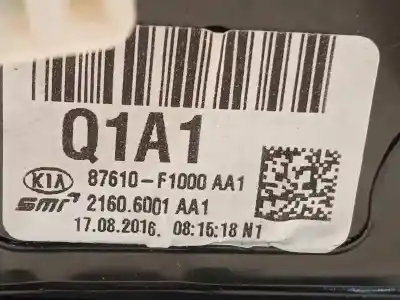 Q1A1
KIA 87610-F1000 AA1
smr 2160.6001 AA1
17.08.2016. 08:15:18 N1